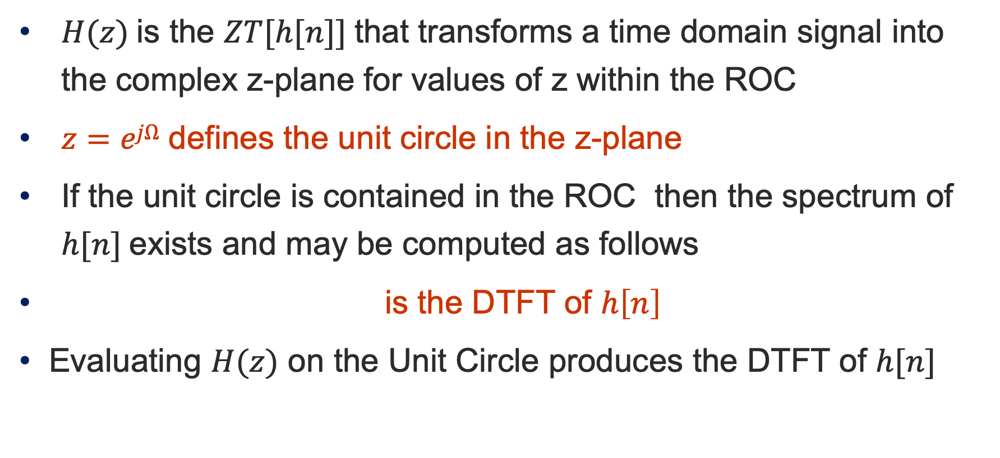 • H(z) is the ZT[h[n]] that transforms a time domain signal into
the complex z-plane for values of z within the ROC
• z = e^{jΩ} defines the unit circle in the z-plane
• If the unit circle is contained in the ROC then the spectrum of
h[n] exists and may be computed as follows
• is the DTFT of h[n]
• Evaluating H(z) on the Unit Circle produces the DTFT of h[n]